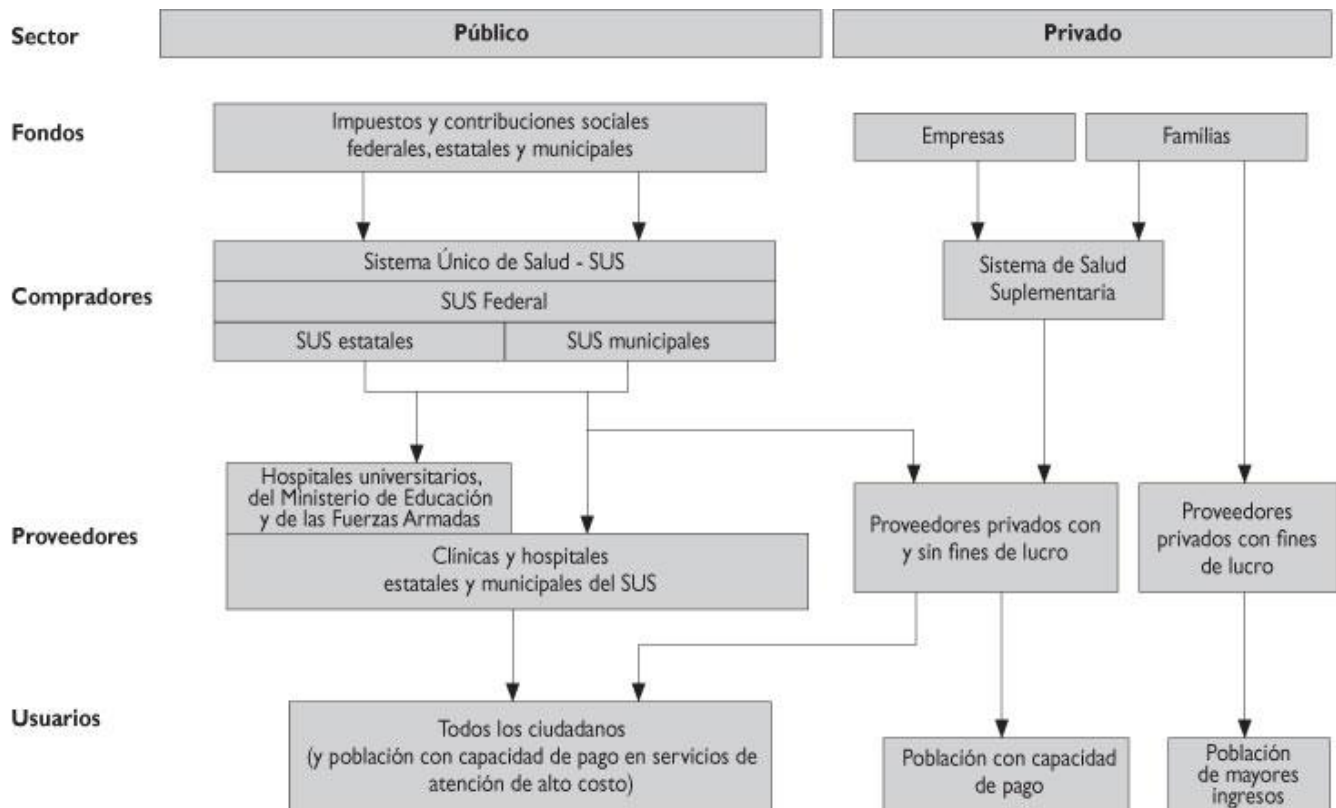 Sector
Público
Privado
Fondos
Impuestos y contribuciones sociales
federales, estatales y municipales
Empresas
Familias
Compradores
Sistema Único de Salud - SUS
SUS Federal
SUS estatales
SUS municipales
Sistema de Salud
Suplementaria
Proveedores
Hospitales universitarios,
del Ministerio de Educación
y de las Fuerzas Armadas
Clínicas y hospitales
estatales y municipales del SUS
Proveedores privados con
y sin fines de lucro
Proveedores
privados con fines
de lucro
Usuarios
Todos los ciudadanos
(y población con capacidad de pago en servicios de
atención de alto costo)
Población con capacidad
de pago
Población
de mayores
ingresos